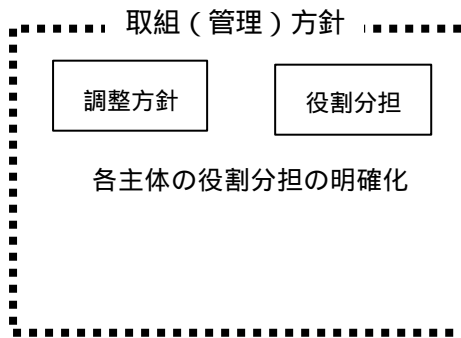 取組（管理）方針
調整方針
役割分担
各主体の役割分担の明確化